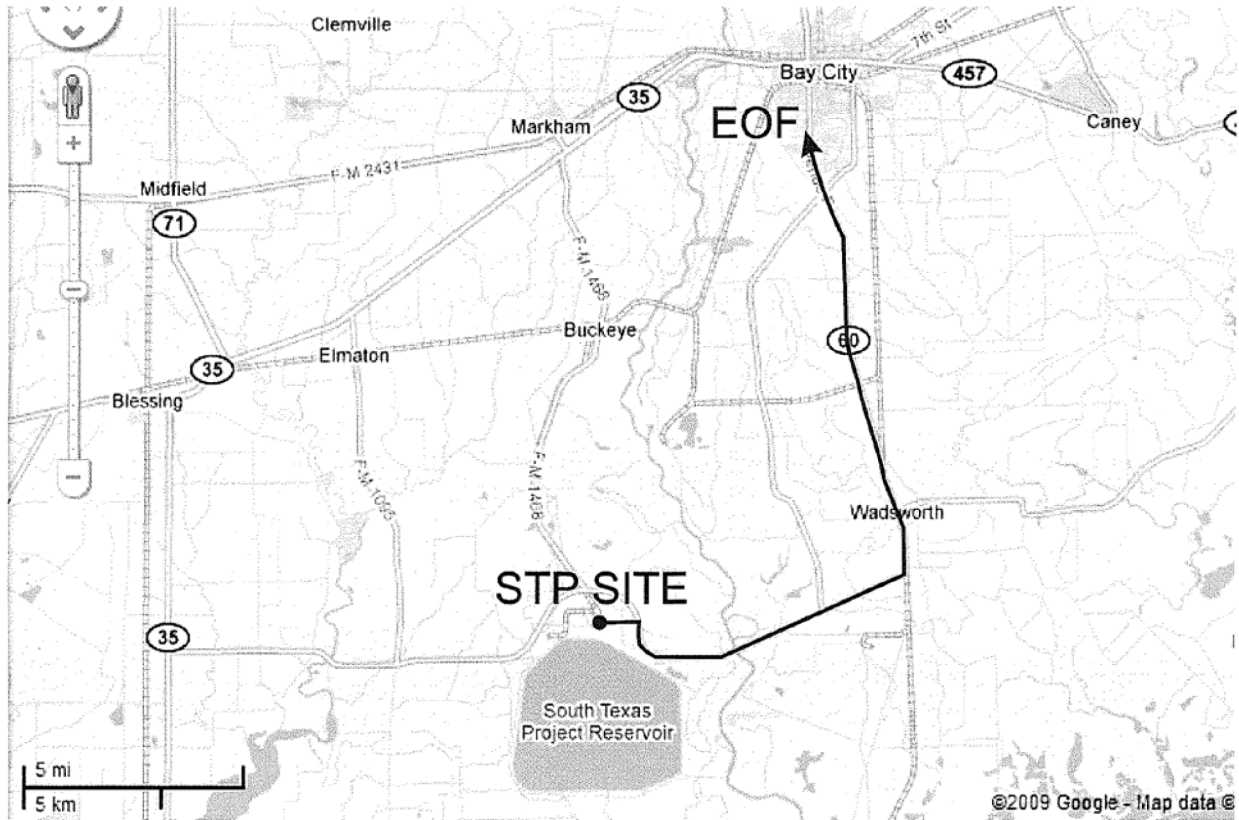 Clemville
7th St
Bay City
457
35
EOF
Caney
Markham
F-M 2431
Midfield
71
F-M 1468
Buckeye
60
Elmaton
35
Blessing
F-M 1095
F-M 1468
Wadsworth
STP SITE
35
South Texas
Project Reservoir
5 mi
5 km
©2009 Google - Map data ©